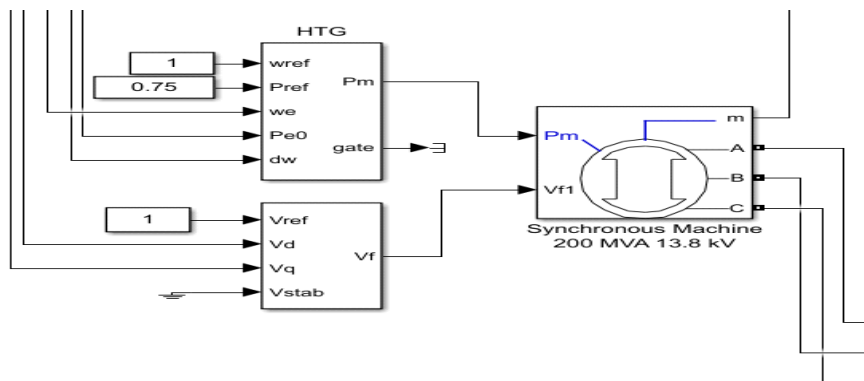 HTG
1
wref
0.75
Pref
Pm
we
Pe0
gate
dw
m
Pm
A
Vf1
B
C
Synchronous Machine
200 MVA 13.8 kV
1
Vref
Vd
Vf
Vq
Vstab